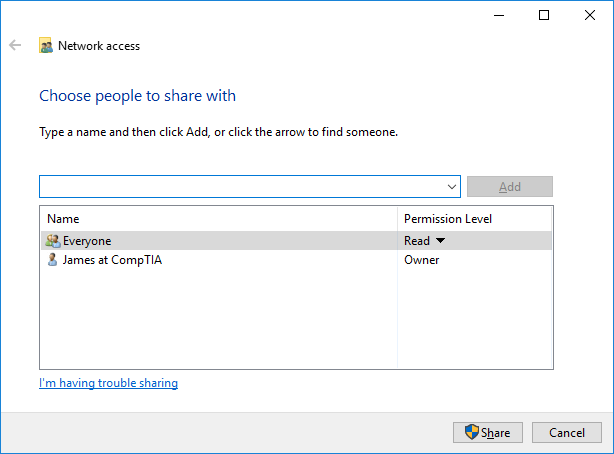 Network access
Choose people to share with
Type a name and then click Add, or click the arrow to find someone.
Add
Name Permission Level
Everyone Read
James at CompTIA Owner
I'm having trouble sharing
Share Cancel